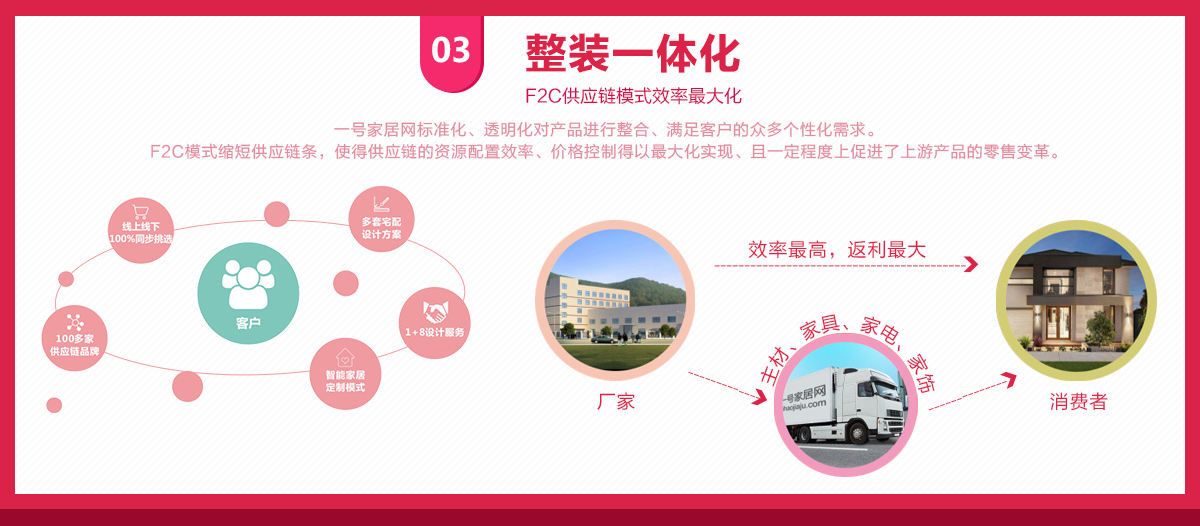 03
整装一体化
F2C供应链模式效率最大化
一号家居网标准化、透明化对产品进行整合、满足客户的众多个性化需求。
F2C模式缩短供应链条，使得供应链的资源配置效率、价格控制得以最大化实现、且一定程度上促进了上游产品的零售变革。
线上线下
100%同步挑选
多套宅配
设计方案
客户
100多家
供应链品牌
1+8设计服务
智能家居
定制模式
效率最高，返利最大
厂家
主材、家具、家电、家饰
一号家居网
haojiaju.com
消费者